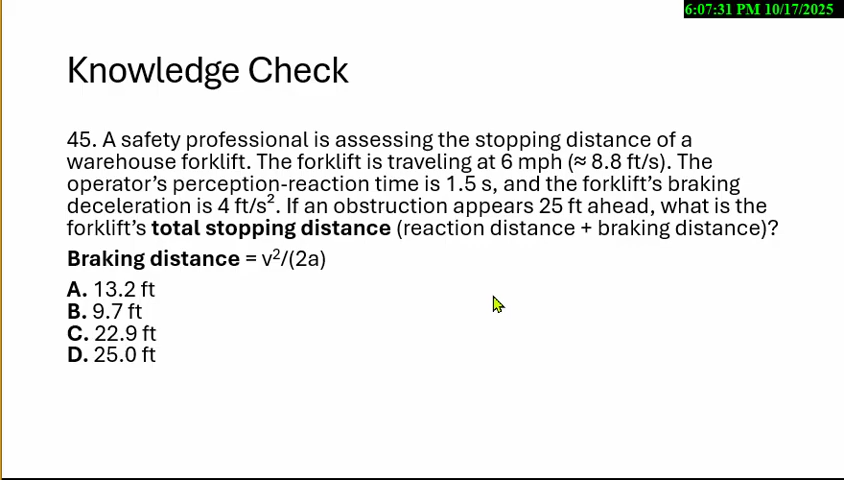 6:07:31 PM 10/17/2025
Knowledge Check
45. A safety professional is assessing the stopping distance of a
warehouse forklift. The forklift is traveling at 6 mph (≈ 8.8 ft/s). The
operator’s perception-reaction time is 1.5 s, and the forklift’s braking
deceleration is 4 ft/s². If an obstruction appears 25 ft ahead, what is the
forklift’s total stopping distance (reaction distance + braking distance)?
Braking distance = v²/(2a)
A. 13.2 ft
B. 9.7 ft
C. 22.9 ft
D. 25.0 ft